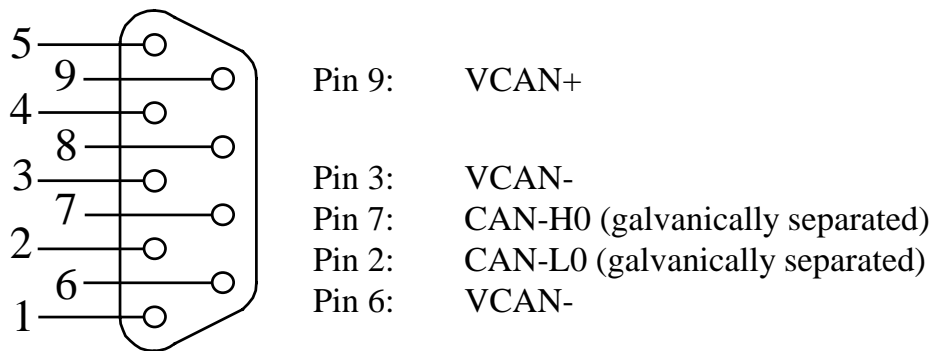 5
9
4
8
3
7
2
6
1
Pin 9: VCAN+
Pin 3: VCAN-
Pin 7: CAN-H0 (galvanically separated)
Pin 2: CAN-L0 (galvanically separated)
Pin 6: VCAN-